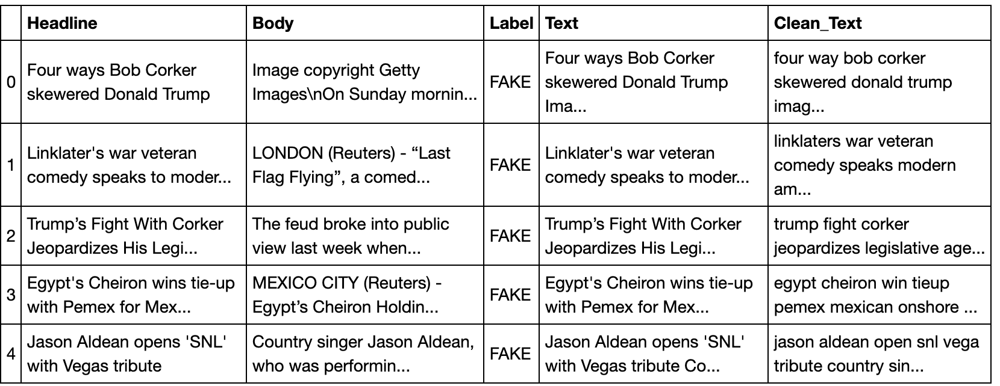 Headline Body Label Text Clean_Text
0 Four ways Bob Corker skewered Donald Trump Image copyright Getty Images\nOn Sunday mornin... FAKE Four ways Bob Corker skewered Donald Trump Ima... four way bob corker skewered donald trump imag...
1 Linklater's war veteran comedy speaks to moder... LONDON (Reuters) - “Last Flag Flying”, a comed... FAKE Linklater's war veteran comedy speaks to moder... linklaters war veteran comedy speaks modern am...
2 Trump’s Fight With Corker Jeopardizes His Legi... The feud broke into public view last week when... FAKE Trump’s Fight With Corker Jeopardizes His Legi... trump fight corker jeopardizes legislative age...
3 Egypt's Cheiron wins tie-up with Pemex for Mex... MEXICO CITY (Reuters) - Egypt’s Cheiron Holdin... FAKE Egypt's Cheiron wins tie-up with Pemex for Mex... egypt cheiron win tieup pemex mexican onshore ...
4 Jason Aldean opens 'SNL' with Vegas tribute Country singer Jason Aldean, who was performin... FAKE Jason Aldean opens 'SNL' with Vegas tribute Co... jason aldean open snl vega tribute country sin...